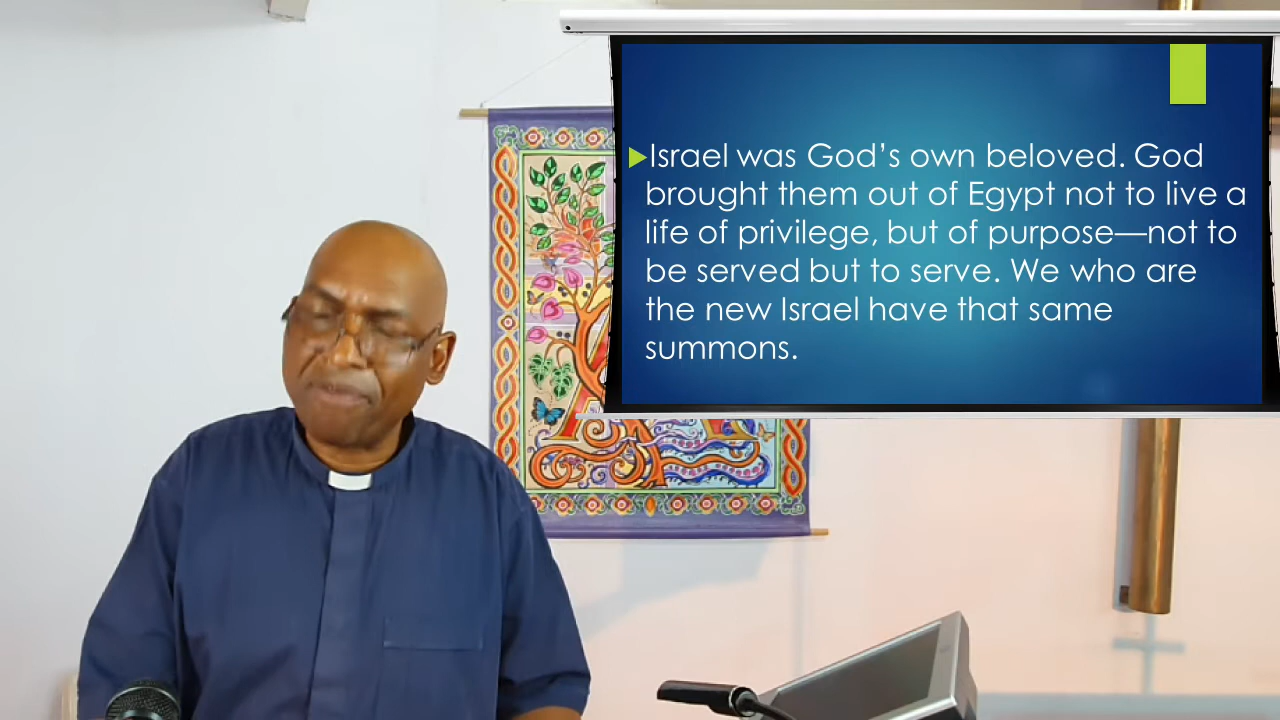 Israel was God’s own beloved. God
brought them out of Egypt not to live a
life of privilege, but of purpose—not to
be served but to serve. We who are
the new Israel have that same
summons.